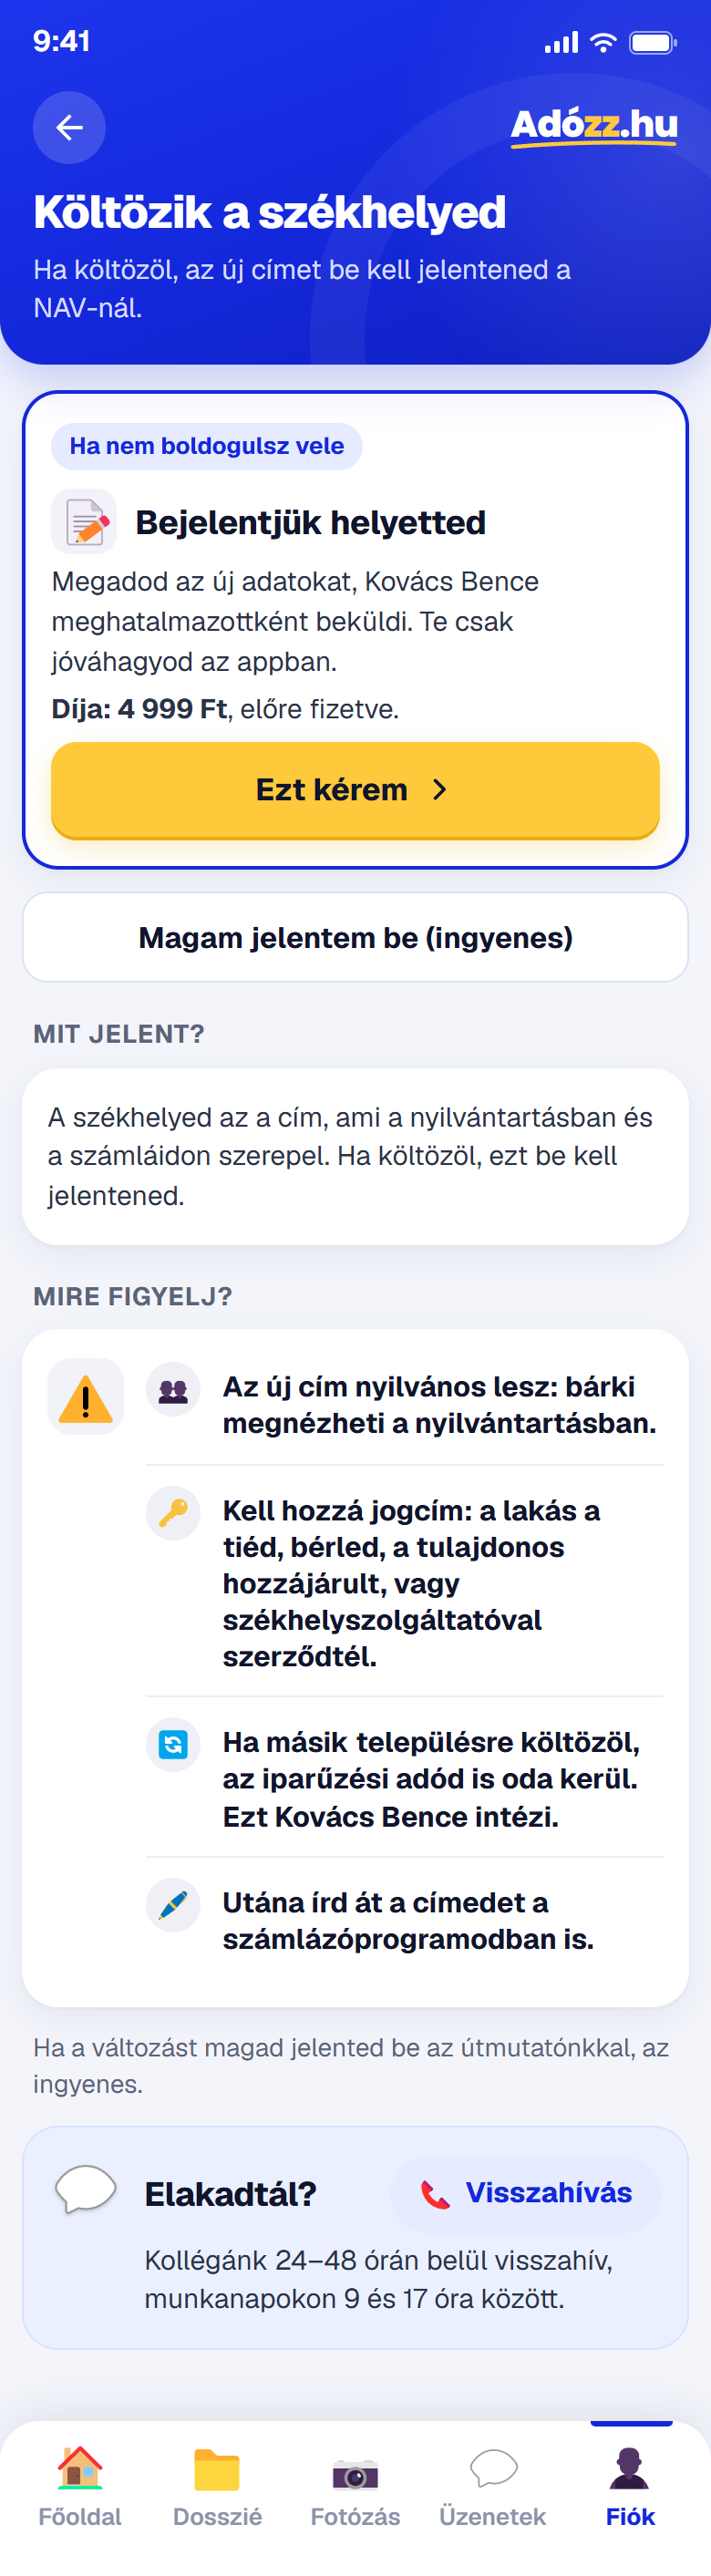 9:41
Adózz.hu
Költözik a székhelyed
Ha költözöl, az új címet be kell jelentened a
NAV-nál.
Ha nem boldogulsz vele
Bejelentjük helyetted
Megadod az új adatokat, Kovács Bence
meghatalmazottként beküldi. Te csak
jóváhagyod az appban.
Díja: 4 999 Ft, előre fizetve.
Ezt kérem
Magam jelentem be (ingyenes)
MIT JELENT?
A székhelyed az a cím, ami a nyilvántartásban és
a számláidon szerepel. Ha költözöl, ezt be kell
jelentened.
MIRE FIGYELJ?
Az új cím nyilvános lesz: bárki
megnézheti a nyilvántartásban.
Kell hozzá jogcím: a lakás a
tiéd, bérled, a tulajdonos
hozzájárult, vagy
székhelyszolgáltatóval
szerződtél.
Ha másik településre költözöl,
az iparűzési adód is oda kerül.
Ezt Kovács Bence intézi.
Utána írd át a címedet a
számlázóprogramodban is.
Ha a változást magad jelented be az útmutatónkkal, az
ingyenes.
Elakadtál?
Visszahívás
Kollégánk 24–48 órán belül visszahív,
munkanapokon 9 és 17 óra között.
Főoldal
Dosszié
Fotózás
Üzenetek
Fiók